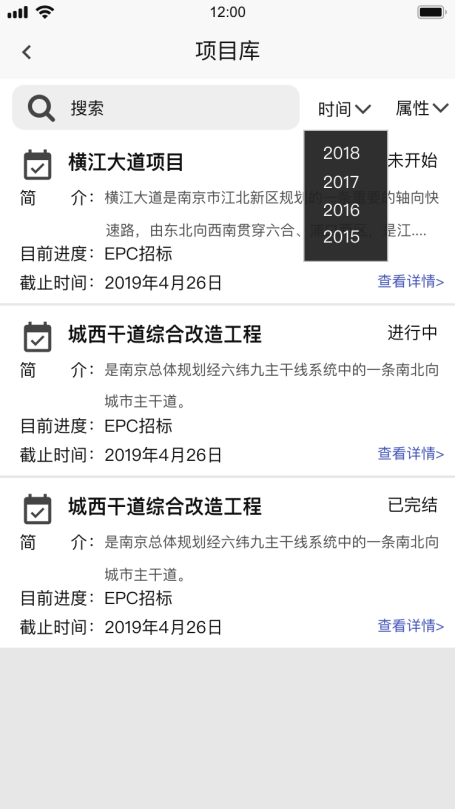 12:00
项目库
搜索
时间
属性
2018
2017
2016
2015
横江大道项目
未开始
简 介：横江大道是南京市江北新区规划的一条重要的轴向快
速路，由东北向西南贯穿六合、浦口 是江....
目前进度：EPC招标
截止时间：2019年4月26日
查看详情>
城西干道综合改造工程
进行中
简 介：是南京总体规划经六纬九主干线系统中的一条南北向
城市主干道。
目前进度：EPC招标
截止时间：2019年4月26日
查看详情>
城西干道综合改造工程
已完结
简 介：是南京总体规划经六纬九主干线系统中的一条南北向
城市主干道。
目前进度：EPC招标
截止时间：2019年4月26日
查看详情>